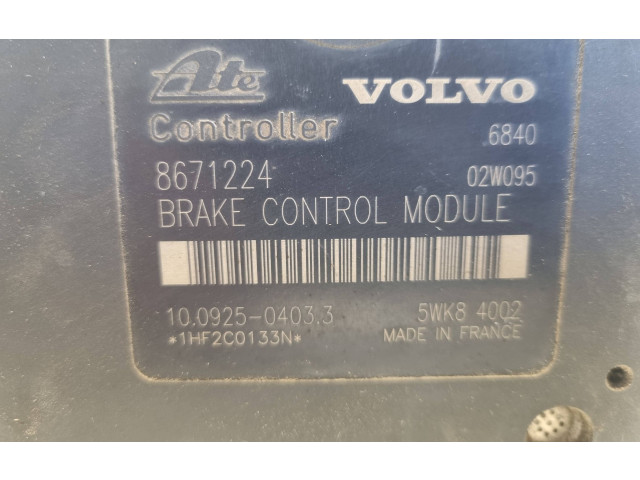 Ate VOLVO
Controller 6840
8671224 02W095
BRAKE CONTROL MODULE
10.0925-0403.3 5WK8 4002
*1HF2C0133N* MADE IN FRANCE